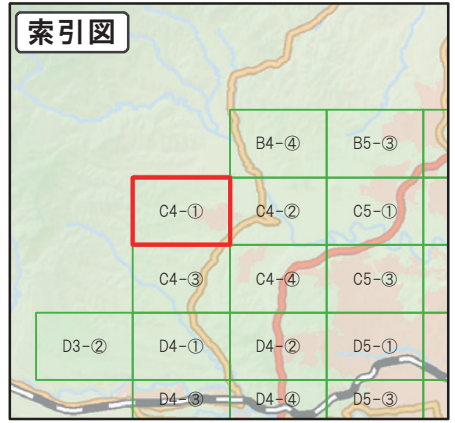 索引図
B4-④ B5-③
C4-① C4-② C5-①
C4-③ C4-④ C5-③
D3-② D4-① D4-② D5-①
D4-③ D4-④ D5-③